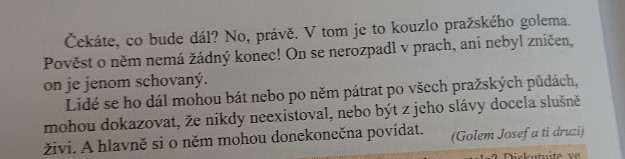 Čekáte, co bude dál? No, právě. V tom je to kouzlo pražského golema.
Pověst o něm nemá žádný konec! On se nerozpadl v prach, ani nebyl zničen,
on je jenom schovaný.
Lidé se ho dál mohou bát nebo po něm pátrat po všech pražských půdách,
mohou dokazovat, že nikdy neexistoval, nebo být z jeho slávy docela slušně
živi. A hlavně si o něm mohou donekonečna povídat. (Golem Josef a ti druzí)
Diskutujte ve